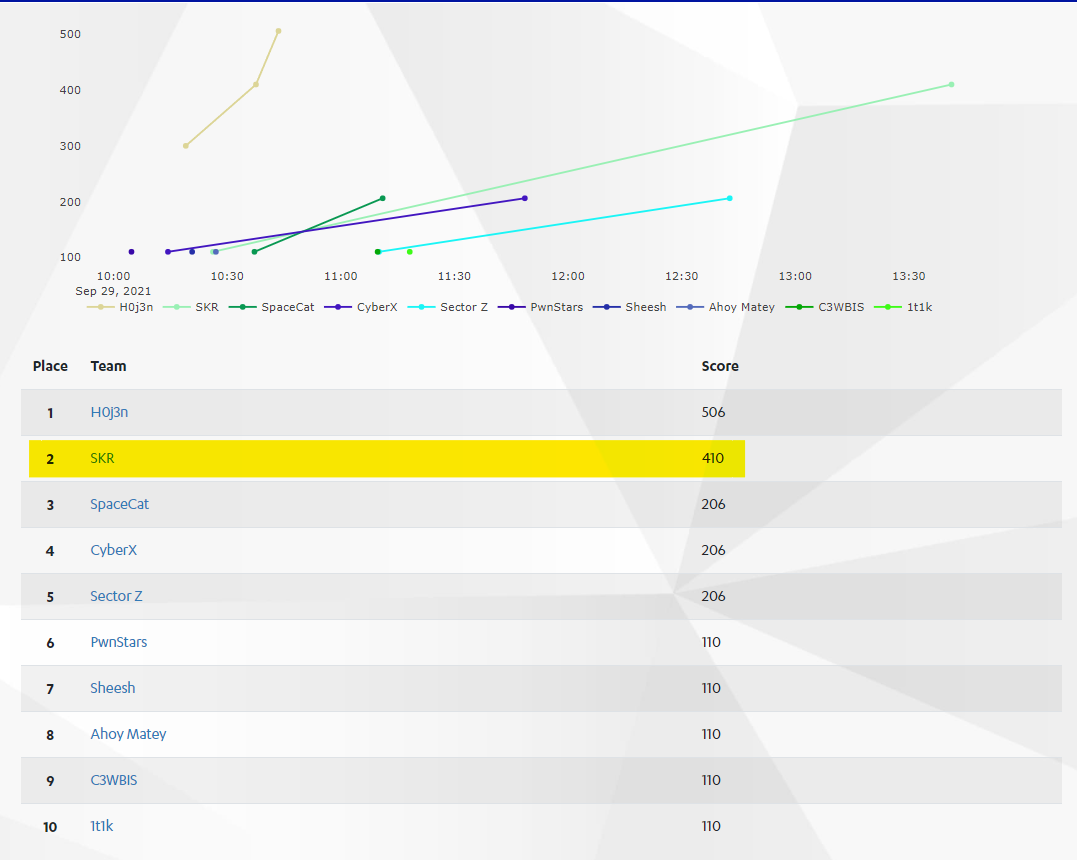 500
400
300
200
100
10:00 10:30 11:00 11:30 12:00 12:30 13:00 13:30
Sep 29, 2021
H0j3n SKR SpaceCat CyberX Sector Z PwnStars Sheesh Ahoy Matey C3WBIS 1t1k
Place Team Score
1 H0j3n 506
2 SKR 410
3 SpaceCat 206
4 CyberX 206
5 Sector Z 206
6 PwnStars 110
7 Sheesh 110
8 Ahoy Matey 110
9 C3WBIS 110
10 1t1k 110